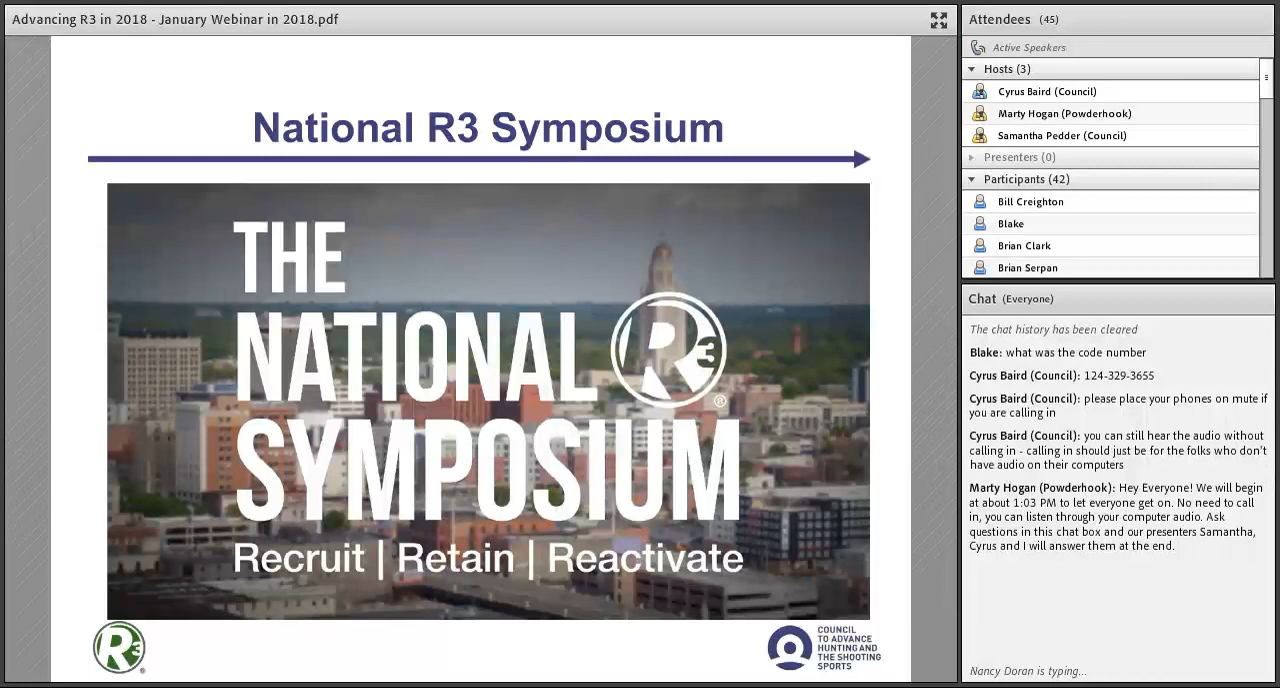 Advancing R3 in 2018 - January Webinar in 2018.pdf
National R3 Symposium
THE
NATIONAL R3
SYMPOSIUM
®
Recruit | Retain | Reactivate
R3
®
COUNCIL
TO ADVANCE
HUNTING AND
THE SHOOTING
SPORTS
Attendees (45)
Active Speakers
Hosts (3)
Cyrus Baird (Council)
Marty Hogan (Powderhook)
Samantha Pedder (Council)
Presenters (0)
Participants (42)
Bill Creighton
Blake
Brian Clark
Brian Serpan
Chat (Everyone)
The chat history has been cleared
Blake: what was the code number
Cyrus Baird (Council): 124-329-3655
Cyrus Baird (Council): please place your phones on mute if
you are calling in
Cyrus Baird (Council): you can still hear the audio without
calling in - calling in should just be for the folks who don't
have audio on their computers
Marty Hogan (Powderhook): Hey Everyone! We will begin
at about 1:03 PM to let everyone get on. No need to call
in, you can listen through your computer audio. Ask
questions in this chat box and our presenters Samantha,
Cyrus and I will answer them at the end.
Nancy Doran is typing...